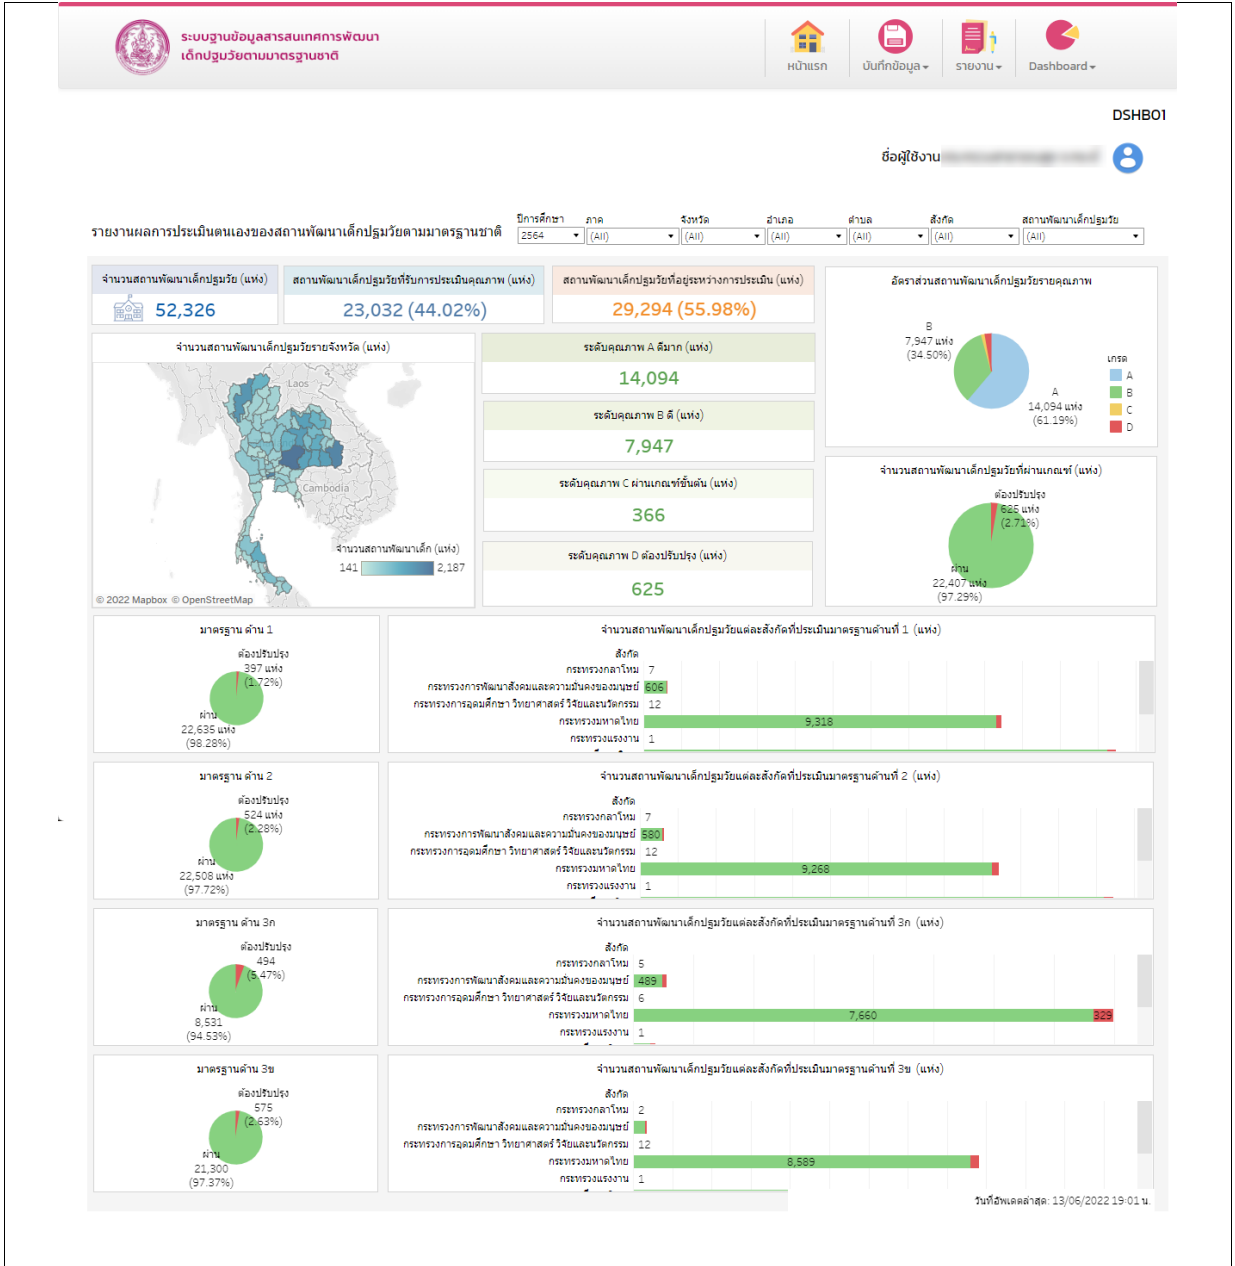 ระบบฐานข้อมูลสารสนเทศการพัฒนา
เด็กปฐมวัยตามมาตรฐานชาติ
หน้าแรก
บันทึกข้อมูล
รายงาน
Dashboard
DSHB01
ชื่อผู้ใช้งาน
รายงานผลการประเมินตนเองของสถานพัฒนาเด็กปฐมวัยตามมาตรฐานชาติ
ปีการศึกษา ภาค จังหวัด อำเภอ ตำบล สังกัด สถานพัฒนาเด็กปฐมวัย
2564 (All) (All) (All) (All) (All) (All)
จำนวนสถานพัฒนาเด็กปฐมวัย (แห่ง)
52,326
สถานพัฒนาเด็กปฐมวัยที่รับการประเมินคุณภาพ (แห่ง)
23,032 (44.02%)
สถานพัฒนาเด็กปฐมวัยที่อยู่ระหว่างการประเมิน (แห่ง)
29,294 (55.98%)
อัตราส่วนสถานพัฒนาเด็กปฐมวัยรายคุณภาพ
B
7,947 แห่ง
(34.50%)
A
14,094 แห่ง
(61.19%)
เกรด
A
B
C
D
จำนวนสถานพัฒนาเด็กปฐมวัยรายจังหวัด (แห่ง)
Laos
Cambodia
จำนวนสถานพัฒนาเด็ก (แห่ง)
141 2,187
© 2022 Mapbox © OpenStreetMap
ระดับคุณภาพ A ดีมาก (แห่ง)
14,094
ระดับคุณภาพ B ดี (แห่ง)
7,947
ระดับคุณภาพ C ผ่านเกณฑ์ขั้นต้น (แห่ง)
366
ระดับคุณภาพ D ต้องปรับปรุง (แห่ง)
625
จำนวนสถานพัฒนาเด็กปฐมวัยที่ผ่านเกณฑ์ (แห่ง)
ต้องปรับปรุง
625 แห่ง
(2.71%)
ผ่าน
22,407 แห่ง
(97.29%)
มาตรฐาน ด้าน 1
ต้องปรับปรุง
397 แห่ง
(1.72%)
ผ่าน
22,635 แห่ง
(98.28%)
จำนวนสถานพัฒนาเด็กปฐมวัยแต่ละสังกัดที่ประเมินมาตรฐานด้านที่ 1 (แห่ง)
สังกัด
กระทรวงกลาโหม 7
กระทรวงการพัฒนาสังคมและความมั่นคงของมนุษย์ 606
กระทรวงการอุดมศึกษา วิทยาศาสตร์ วิจัยและนวัตกรรม 12
กระทรวงมหาดไทย 9,318
กระทรวงแรงงาน 1
มาตรฐาน ด้าน 2
ต้องปรับปรุง
524 แห่ง
(2.28%)
ผ่าน
22,508 แห่ง
(97.72%)
จำนวนสถานพัฒนาเด็กปฐมวัยแต่ละสังกัดที่ประเมินมาตรฐานด้านที่ 2 (แห่ง)
สังกัด
กระทรวงกลาโหม 7
กระทรวงการพัฒนาสังคมและความมั่นคงของมนุษย์ 580
กระทรวงการอุดมศึกษา วิทยาศาสตร์ วิจัยและนวัตกรรม 12
กระทรวงมหาดไทย 9,268
กระทรวงแรงงาน 1
มาตรฐาน ด้าน 3ก
ต้องปรับปรุง
494
(5.47%)
ผ่าน
8,531
(94.53%)
จำนวนสถานพัฒนาเด็กปฐมวัยแต่ละสังกัดที่ประเมินมาตรฐานด้านที่ 3ก (แห่ง)
สังกัด
กระทรวงกลาโหม 5
กระทรวงการพัฒนาสังคมและความมั่นคงของมนุษย์ 489
กระทรวงการอุดมศึกษา วิทยาศาสตร์ วิจัยและนวัตกรรม 6
กระทรวงมหาดไทย 7,660 329
กระทรวงแรงงาน 1
มาตรฐานด้าน 3ข
ต้องปรับปรุง
575
(2.63%)
ผ่าน
21,300
(97.37%)
จำนวนสถานพัฒนาเด็กปฐมวัยแต่ละสังกัดที่ประเมินมาตรฐานด้านที่ 3ข (แห่ง)
สังกัด
กระทรวงกลาโหม 2
กระทรวงการพัฒนาสังคมและความมั่นคงของมนุษย์
กระทรวงการอุดมศึกษา วิทยาศาสตร์ วิจัยและนวัตกรรม 12
กระทรวงมหาดไทย 8,589
กระทรวงแรงงาน 1
วันที่อัพเดตล่าสุด: 13/06/2022 19:01 น.